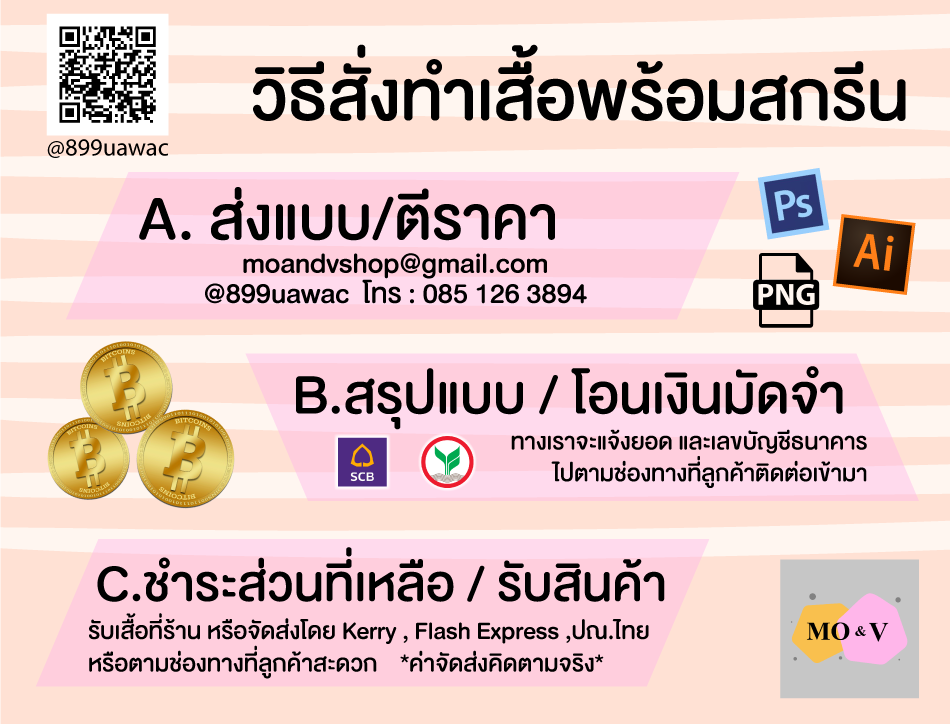 วิธีสั่งทำเสื้อพร้อมสกรีน
@899uawac
A. ส่งแบบ/ตีราคา
moandvshop@gmail.com
@899uawac โทร : 085 126 3894
Ps
Ai
PNG
BITCOINS
BITCOINS
BITCOINS
BITCOINS
BITCOINS
BITCOINS
B.สรุปแบบ / โอนเงินมัดจำ
SCB
ทางเราจะแจ้งยอด และเลขบัญชีธนาคาร
ไปตามช่องทางที่ลูกค้าติดต่อเข้ามา
C.ชำระส่วนที่เหลือ / รับสินค้า
รับเสื้อที่ร้าน หรือจัดส่งโดย Kerry , Flash Express ,ปณ.ไทย
หรือตามช่องทางที่ลูกค้าสะดวก *ค่าจัดส่งคิดตามจริง*
MO & V